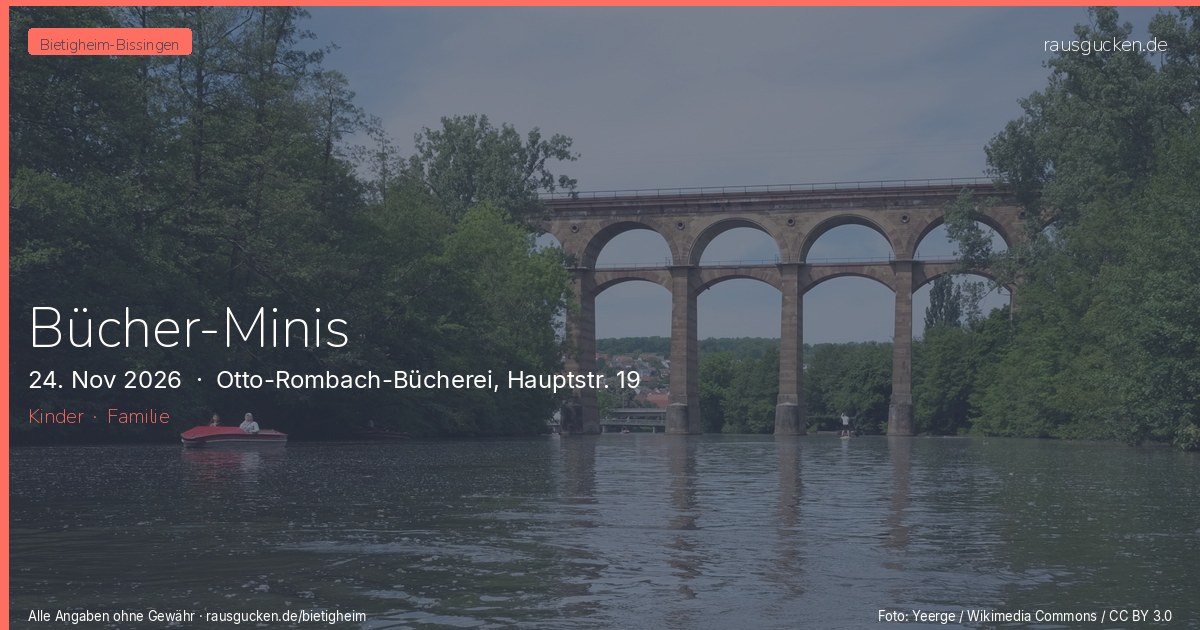 Bietigheim-Bissingen
rausgucken.de
Bücher-Minis
24. Nov 2026 · Otto-Rombach-Bücherei, Hauptstr. 19
Kinder · Familie
Alle Angaben ohne Gewähr · rausgucken.de/bietigheim
Foto: Yeerge / Wikimedia Commons / CC BY 3.0